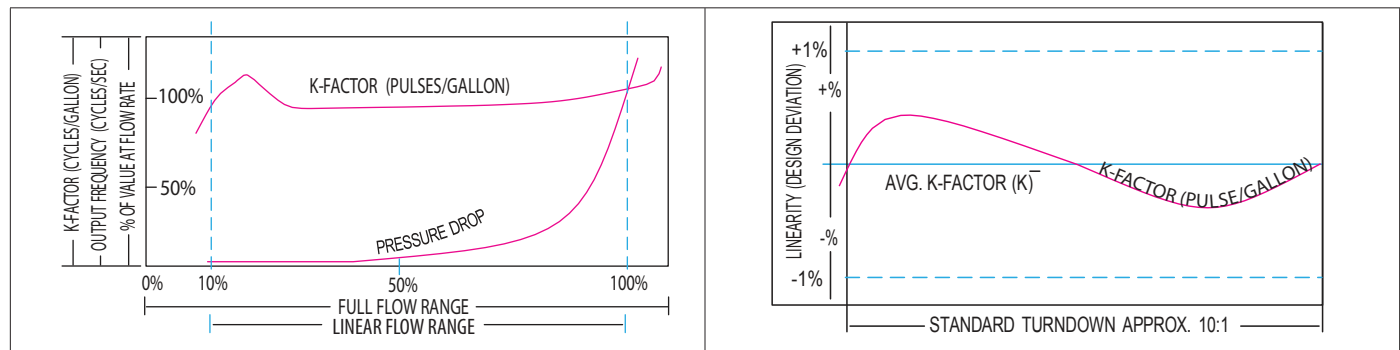 K-FACTOR (CYCLES/GALLON)
OUTPUT FREQUENCY (CYCLES/SEC)
% OF VALUE AT FLOW RATE
100%
50%
K-FACTOR (PULSES/GALLON)
PRESSURE DROP
0%
10%
50%
100%
FULL FLOW RANGE
LINEAR FLOW RANGE
LINEARITY (DESIGN DEVIATION)
+1%
+%
-%
-1%
AVG. K-FACTOR (K)¯
K-FACTOR (PULSE/GALLON)
STANDARD TURNDOWN APPROX. 10:1